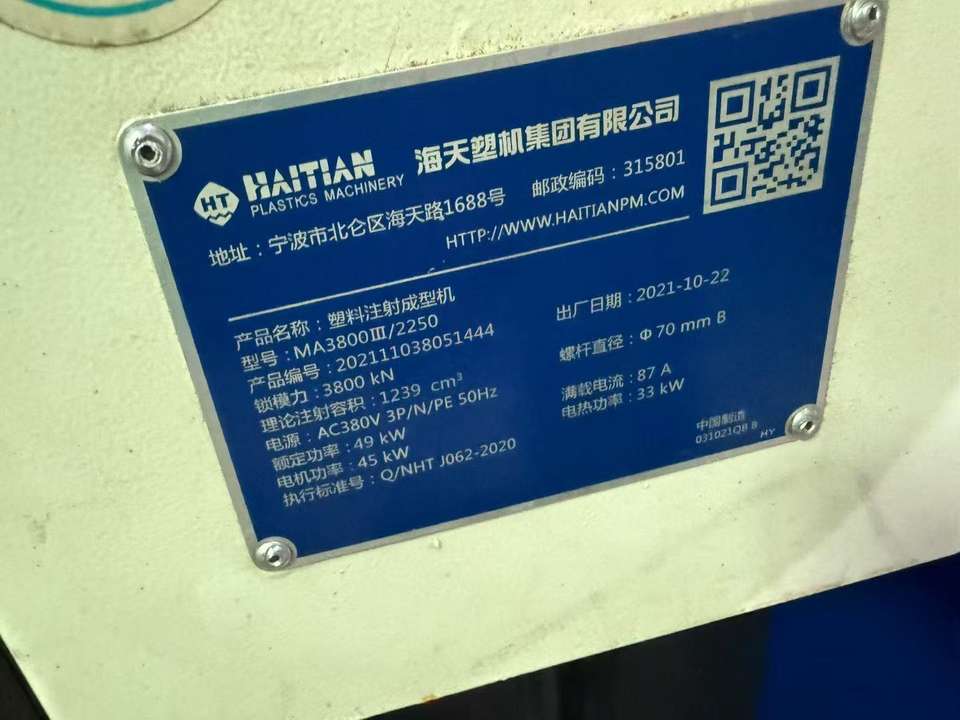 HT HAITIAN 海天塑机集团有限公司
PLASTICS MACHINERY
地址：宁波市北仑区海天路1688号 邮政编码：315801
HTTP://WWW.HAITIANPM.COM
产品名称：塑料注射成型机
型号：MA3800Ⅲ/2250 出厂日期：2021-10-22
产品编号：202111038051444
锁模力：3800 kN 螺杆直径：Φ70 mm B
理论注射容积：1239 cm³
电源：AC380V 3P/N/PE 50Hz 满载电流：87 A
额定功率：49 kW 电热功率：33 kW
电机功率：45 kW
执行标准号：Q/NHT J062-2020
中国制造
031021QB B HY